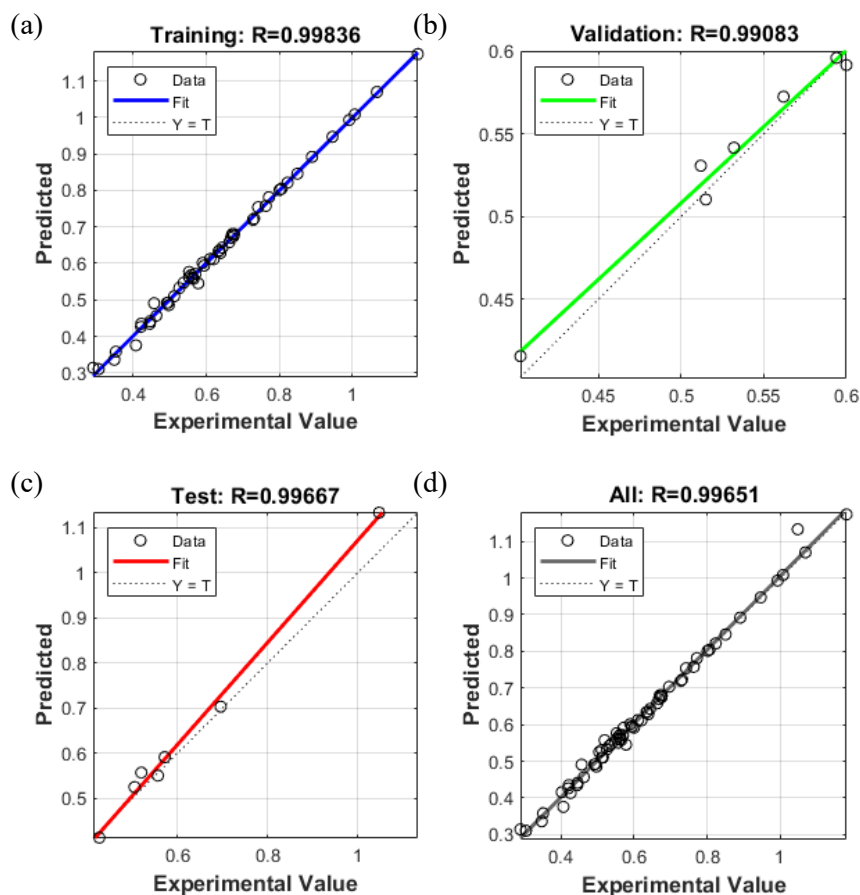 (a)
Training: R=0.99836
Data
Fit
Y = T
1.1
1
0.9
0.8
0.7
0.6
0.5
0.4
0.3
0.4
0.6
0.8
1
Predicted
Experimental Value
(b)
Validation: R=0.99083
Data
Fit
Y = T
0.6
0.55
0.5
0.45
0.45
0.5
0.55
0.6
Predicted
Experimental Value
(c)
Test: R=0.99667
Data
Fit
Y = T
1.1
1
0.9
0.8
0.7
0.6
0.5
0.6
0.8
1
Predicted
Experimental Value
(d)
All: R=0.99651
Data
Fit
Y = T
1.1
1
0.9
0.8
0.7
0.6
0.5
0.4
0.3
0.4
0.6
0.8
1
Predicted
Experimental Value